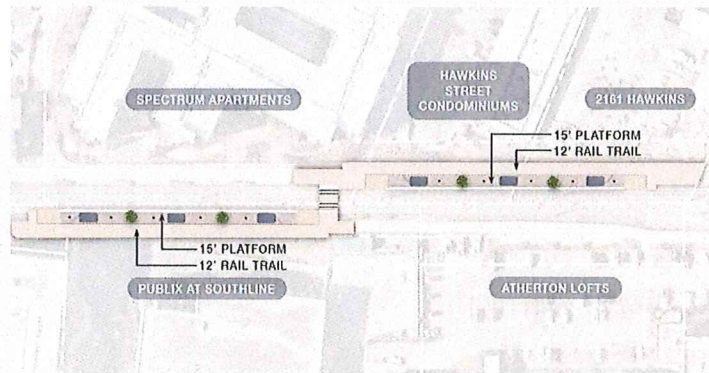 HAWKINS
STREET
CONDOMINIUMS
SPECTRUM APARTMENTS
2161 HAWKINS
15' PLATFORM
12' RAIL TRAIL
15' PLATFORM
12' RAIL TRAIL
PUBLIX AT SOUTHLINE
ATHERTON LOFTS